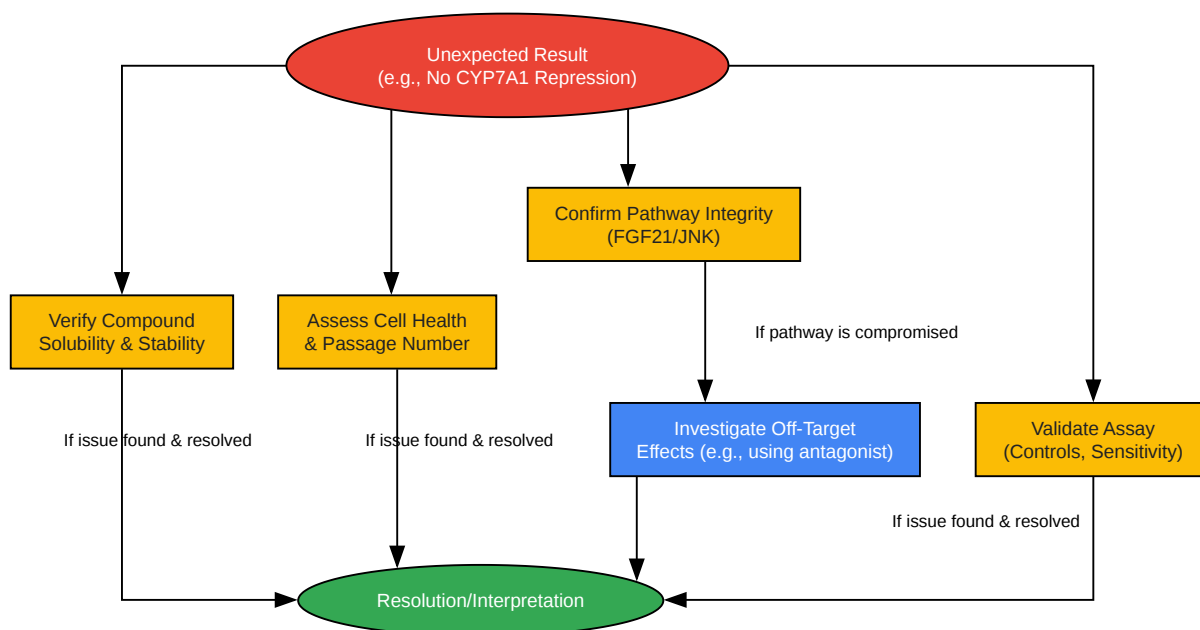 Unexpected Result
(e.g., No CYP7A1 Repression)
Confirm Pathway Integrity
(FGF21/JNK)
Verify Compound
Solubility & Stability
Assess Cell Health
& Passage Number
If pathway is compromised
Investigate Off-Target
Effects (e.g., using antagonist)
Validate Assay
(Controls, Sensitivity)
If issue found & resolved
If issue found & resolved
If issue found & resolved
Resolution/Interpretation